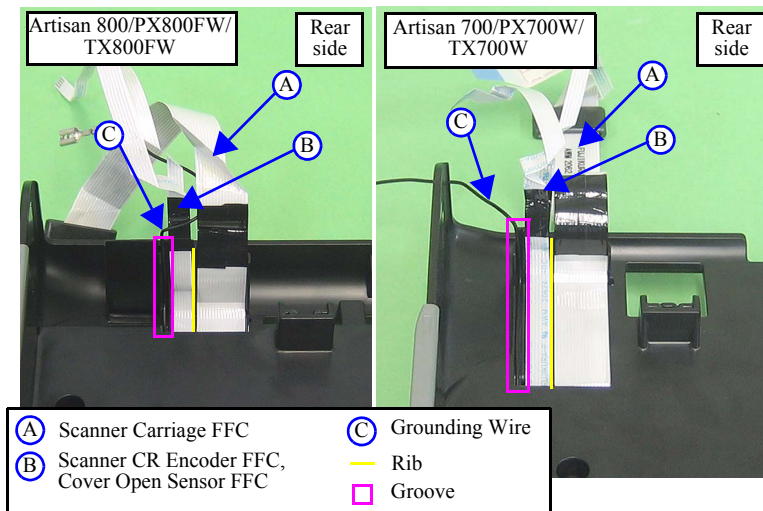 Artisan 800/PX800FW/
TX800FW
Rear
side
Artisan 700/PX700W/
TX700W
Rear
side
A
B
C
A
B
C
A Scanner Carriage FFC
B Scanner CR Encoder FFC,
Cover Open Sensor FFC
C Grounding Wire
Rib
Groove